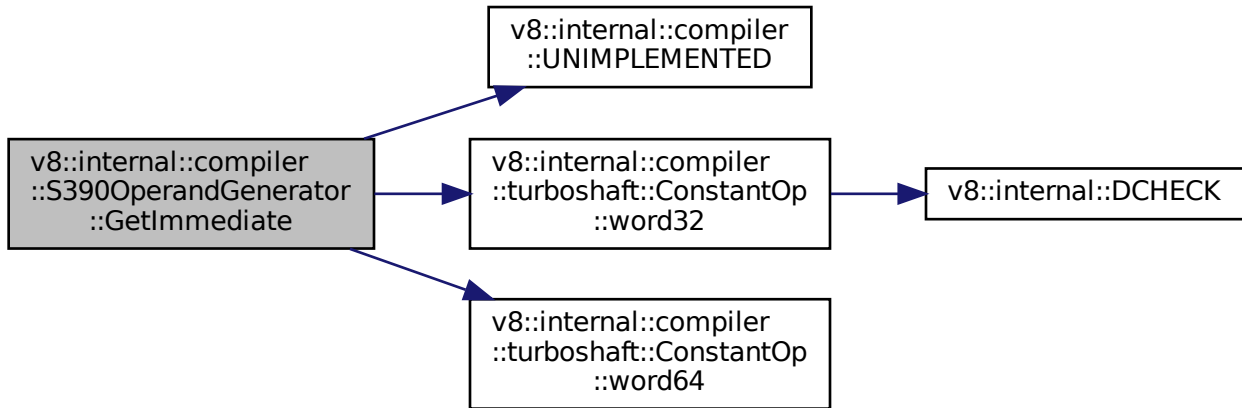 v8::internal::compiler
::UNIMPLEMENTED
v8::internal::compiler
::S390OperandGenerator
::GetImmediate
v8::internal::compiler
::turboshaft::ConstantOp
::word32
v8::internal::DCHECK
v8::internal::compiler
::turboshaft::ConstantOp
::word64